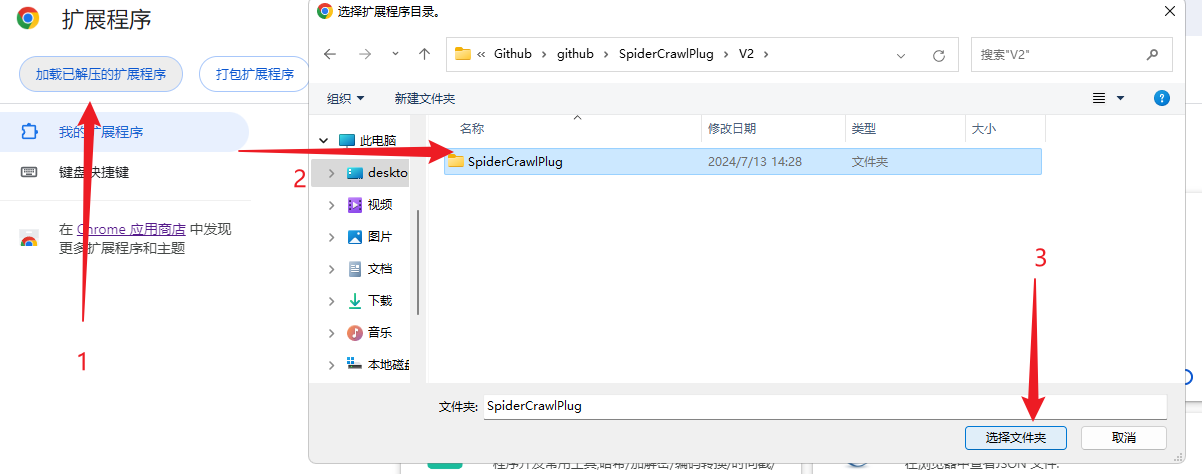 扩展程序
加载已解压的扩展程序
打包扩展程序
我的扩展程序
键盘快捷键
在 Chrome 应用商店 中发现
更多扩展程序和主题
1
2
选择扩展程序目录。
« Github › github › SpiderCrawlPlug › V2 ›
搜索"V2"
组织
新建文件夹
名称 修改日期 类型 大小
此电脑
deskto
视频
图片
文档
下载
音乐
本地磁盘
SpiderCrawlPlug 2024/7/13 14:28 文件夹
3
文件夹: SpiderCrawlPlug
选择文件夹 取消
程序开发常用工具,哈希/加解密/编码转换/时间戳/
在浏览器中查看JSON 文件.